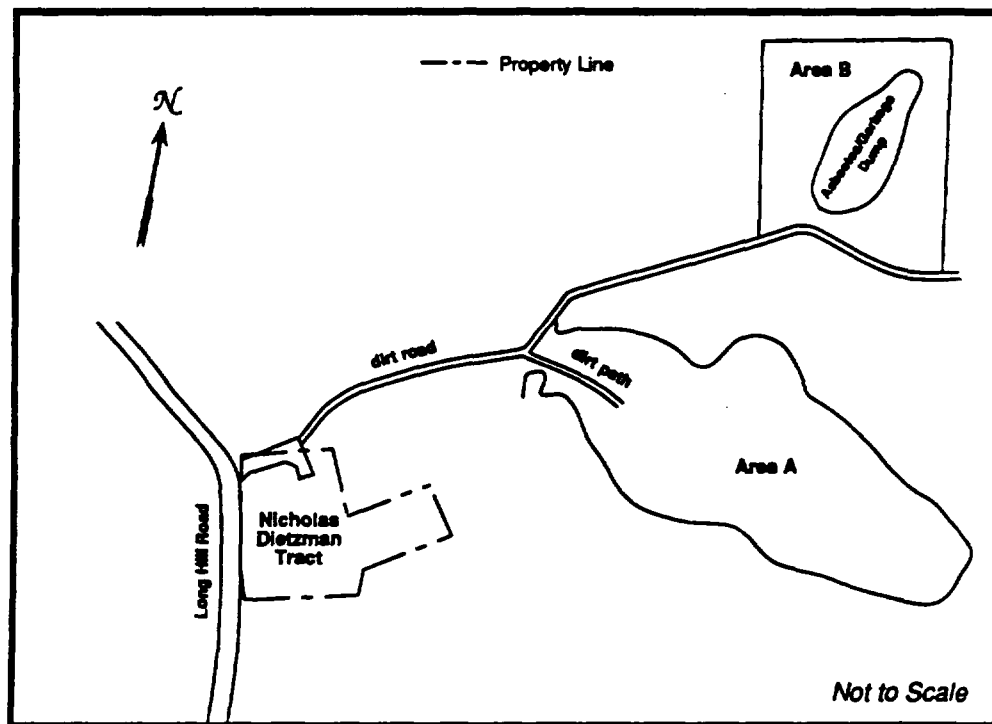 Property Line
Area B
Asbestos/Garbage
Dump
N
dirt road
dirt path
Area A
Nicholas
Dietzman
Tract
Long Hill Road
Not to Scale